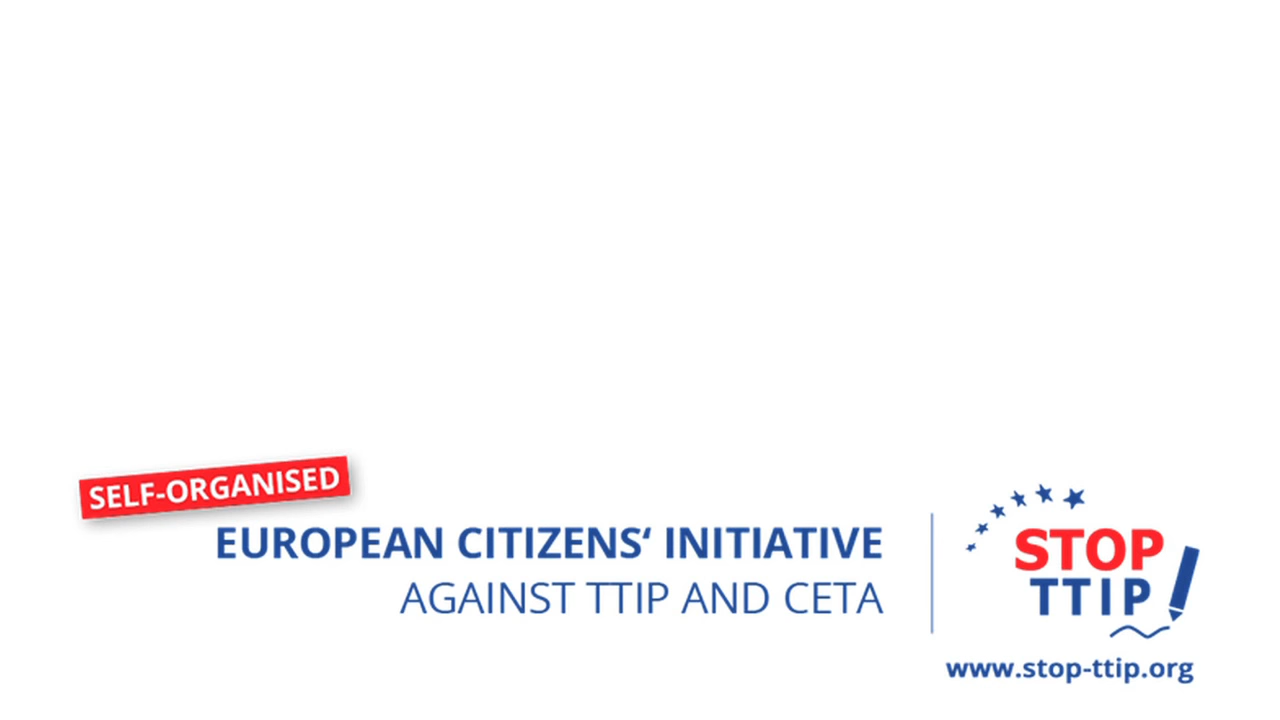 SELF-ORGANISED
EUROPEAN CITIZENS‘ INITIATIVE
AGAINST TTIP AND CETA
STOP
TTIP
www.stop-ttip.org